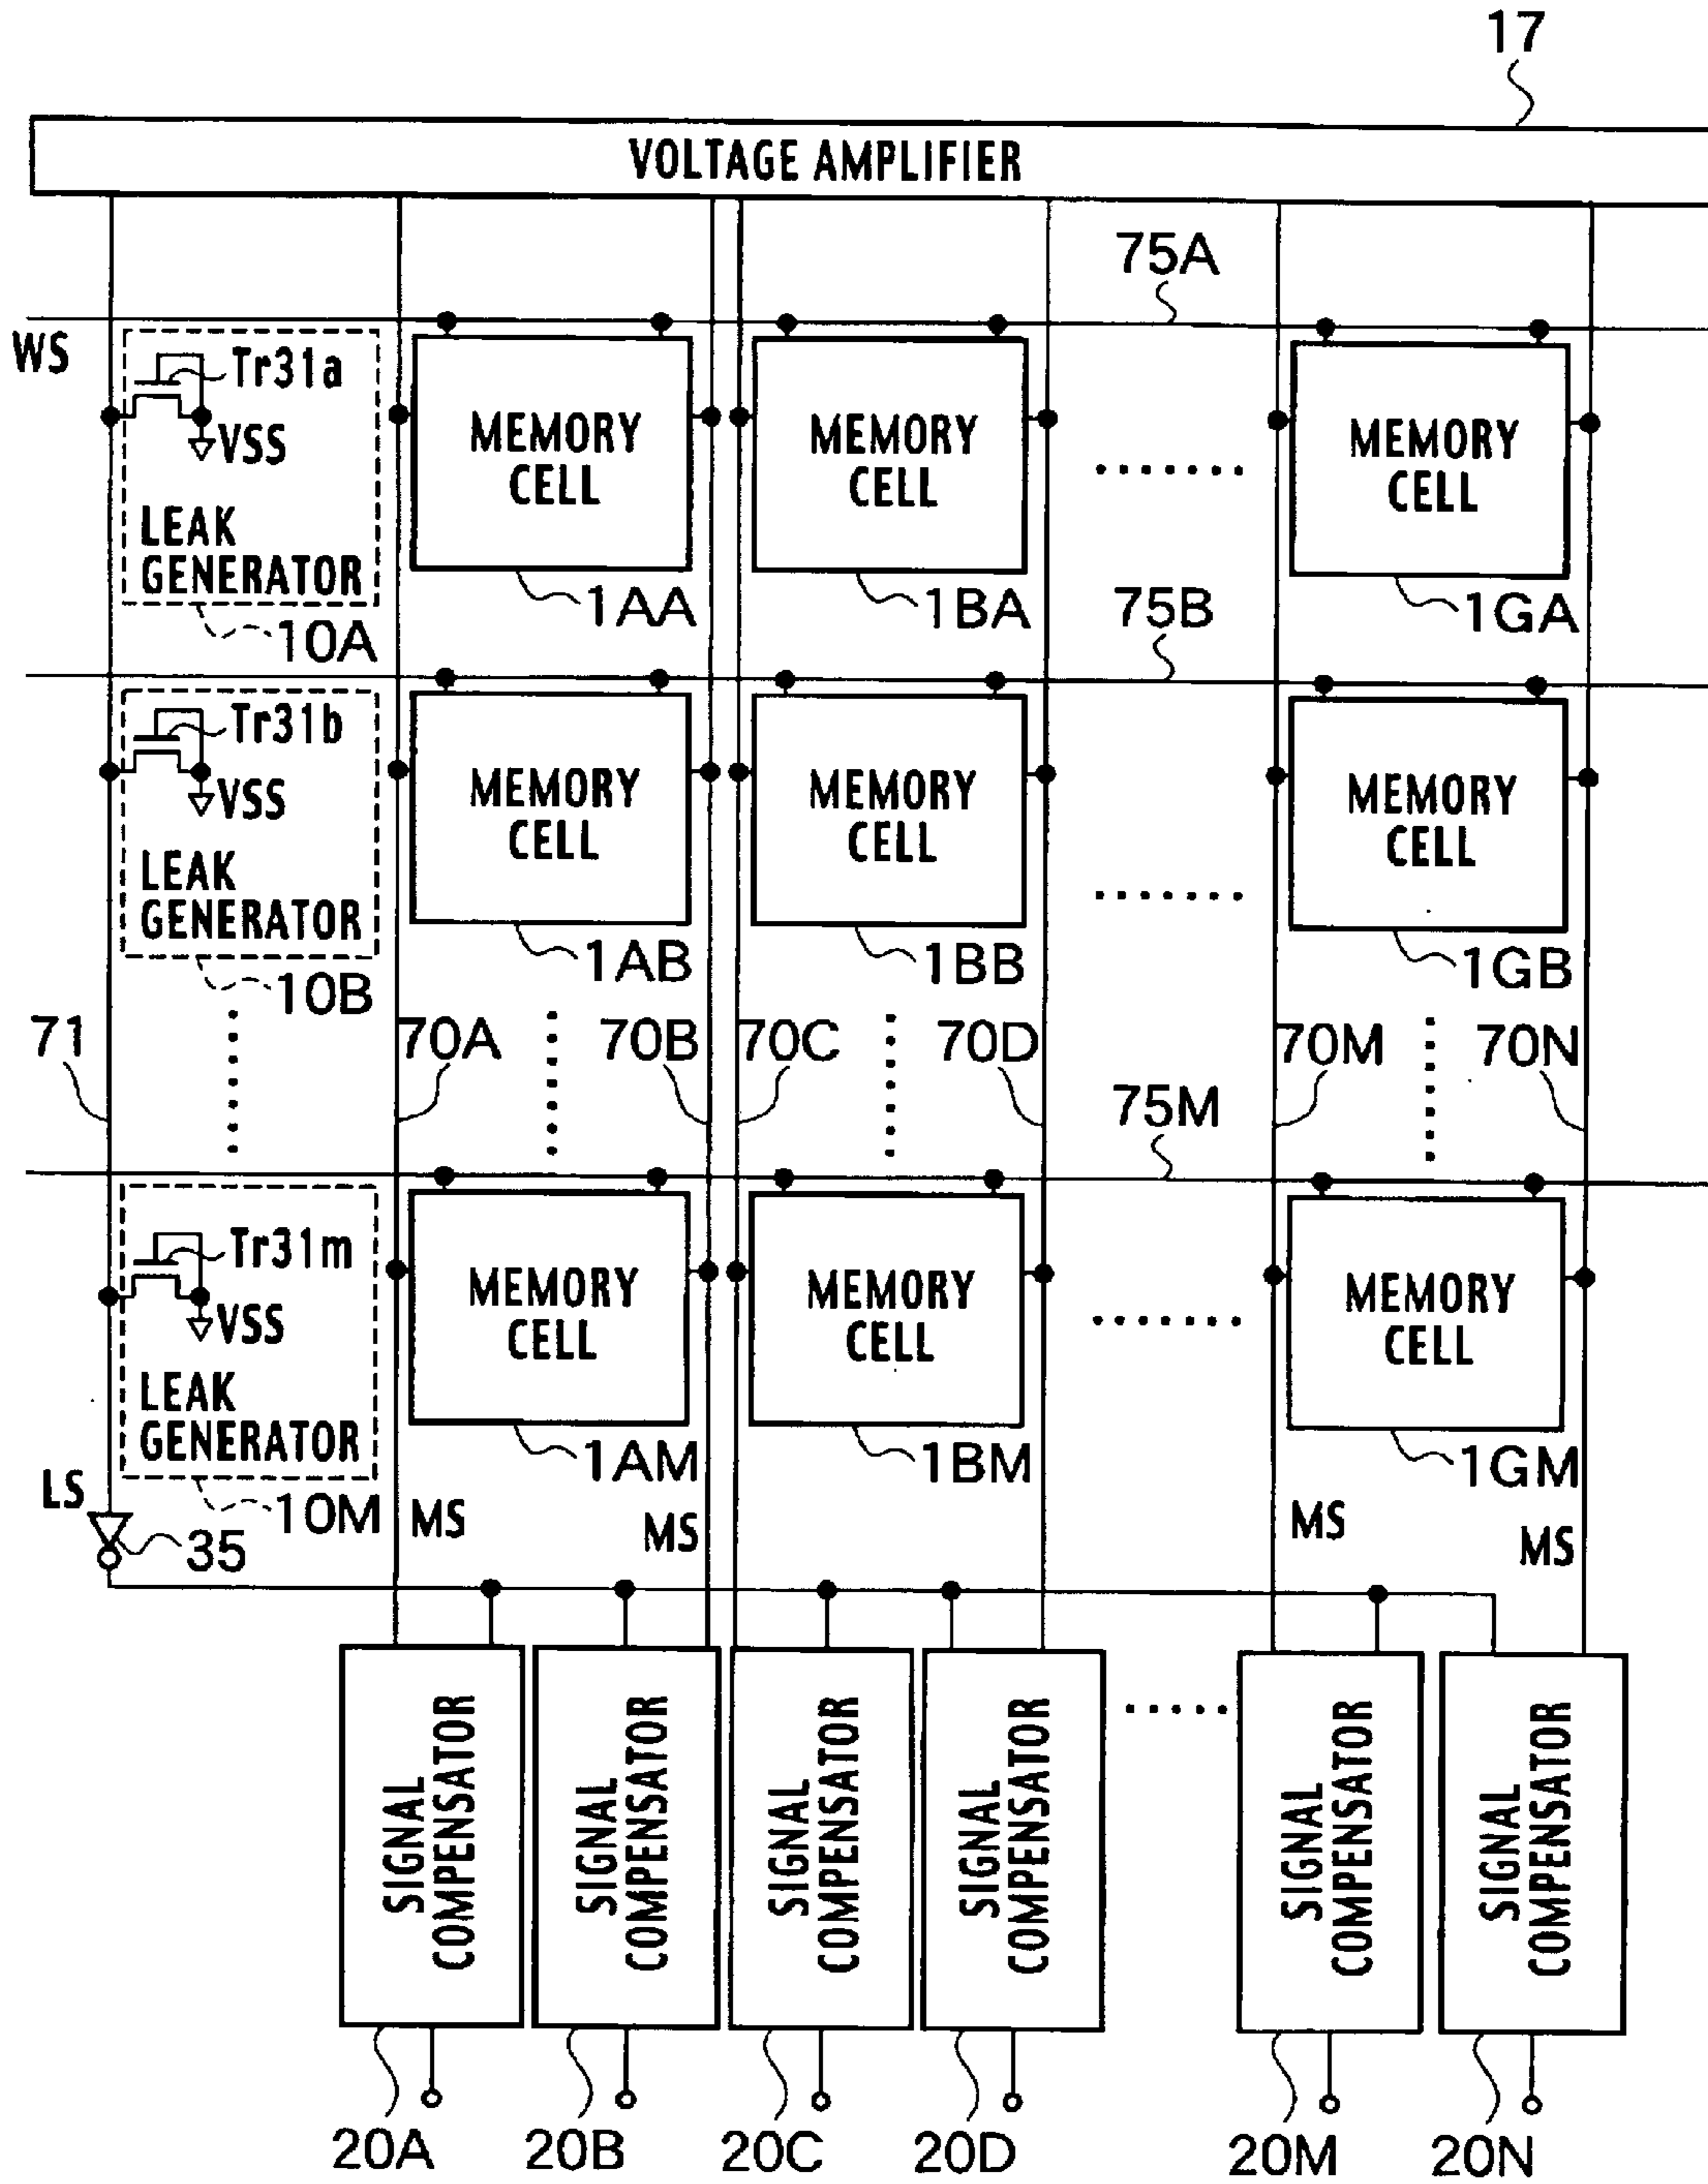 17
VOLTAGE AMPLIFIER
75A
WS
Tr31a
VSS
LEAK
GENERATOR
10A
MEMORY
CELL
1AA
MEMORY
CELL
1BA
MEMORY
CELL
1GA
75B
Tr31b
VSS
LEAK
GENERATOR
10B
MEMORY
CELL
1AB
MEMORY
CELL
1BB
MEMORY
CELL
1GB
71
70A
70B
70C
70D
70M
70N
75M
Tr31m
VSS
LEAK
GENERATOR
10M
MEMORY
CELL
1AM
MEMORY
CELL
1BM
MEMORY
CELL
1GM
LS
35
MS
MS
MS
MS
SIGNAL
COMPENSATOR
SIGNAL
COMPENSATOR
SIGNAL
COMPENSATOR
SIGNAL
COMPENSATOR
SIGNAL
COMPENSATOR
SIGNAL
COMPENSATOR
20A
20B
20C
20D
20M
20N